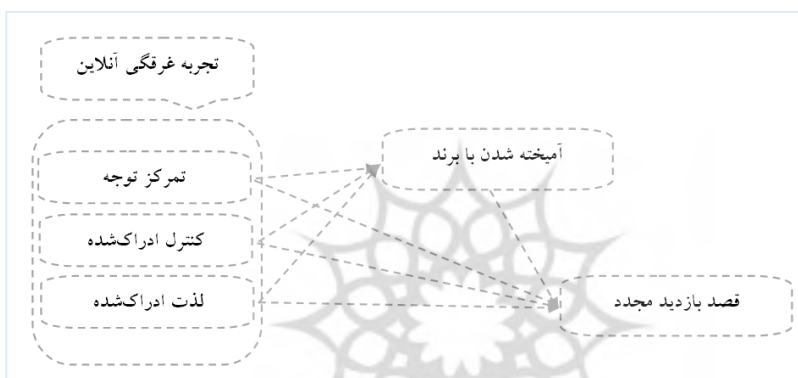 تجربه غرقگی آنلاین
آمیخته شدن با برند
تمرکز توجه
کنترل ادراک‌شده
لذت ادراک‌شده
قصد بازدید مجدد